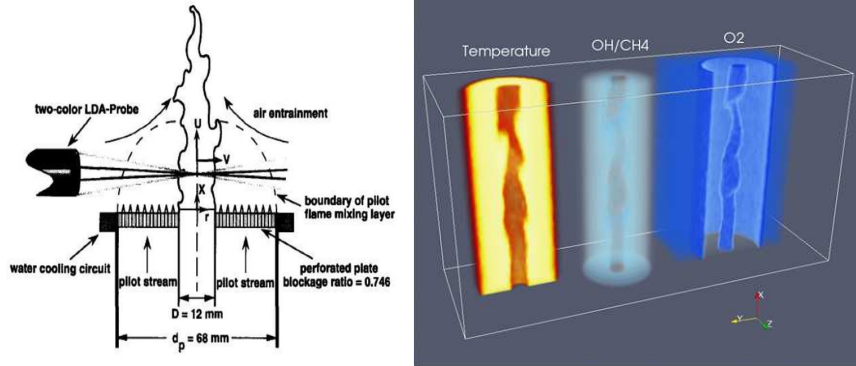 two-color LDA-Probe
air entrainment
U
V
X
r
boundary of pilot
flame mixing layer
water cooling circuit
pilot stream
pilot stream
perforated plate
blockage ratio = 0.746
D = 12 mm
dp = 68 mm
Temperature
OH/CH4
O2
X
Y
Z